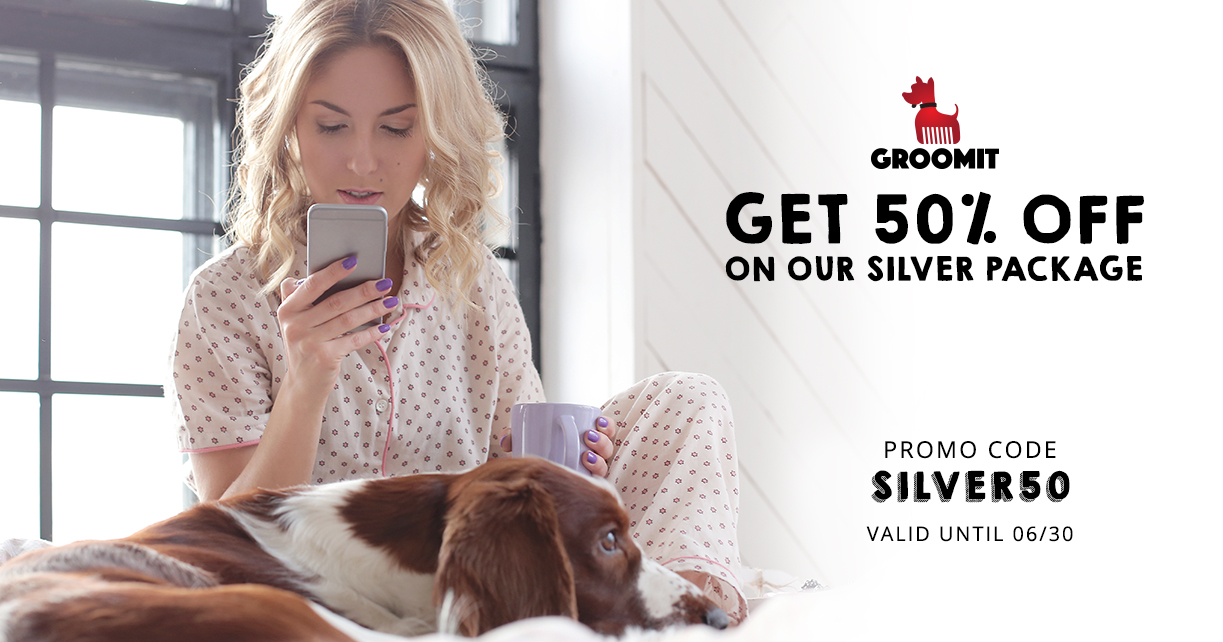 GROOMIT
GET 50% OFF
ON OUR SILVER PACKAGE
PROMO CODE
SILVER50
VALID UNTIL 06/30